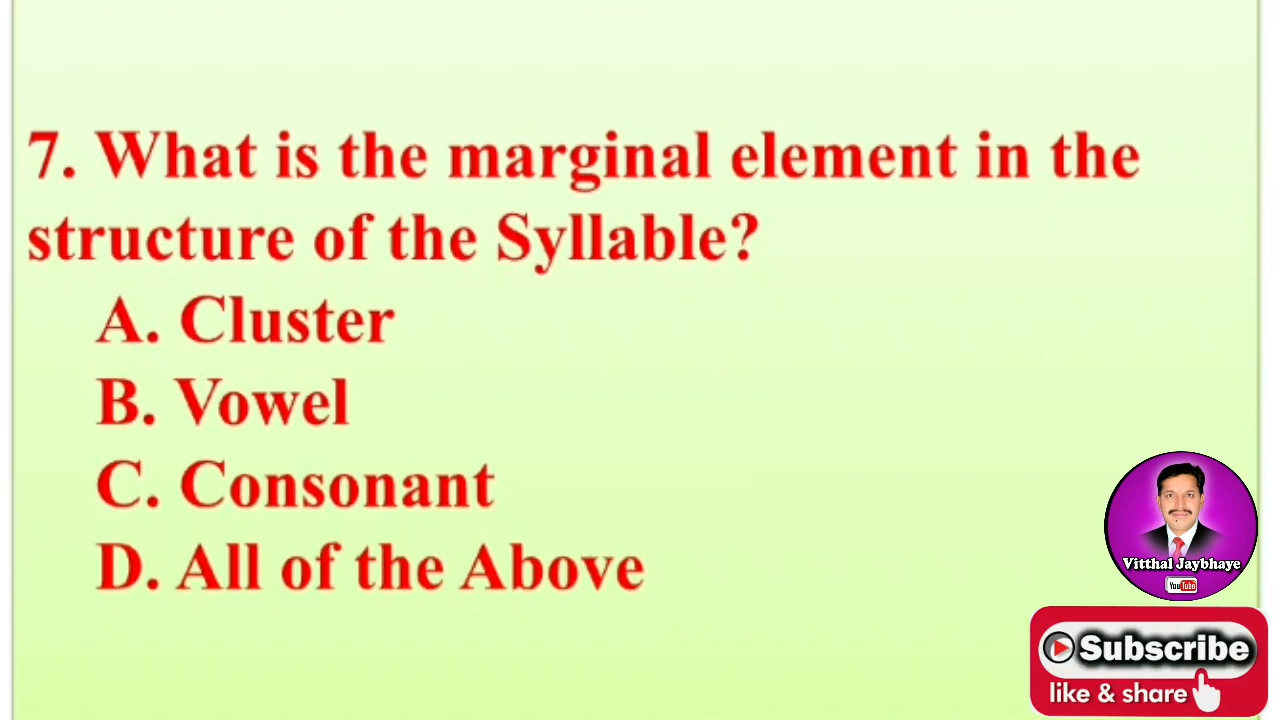 7. What is the marginal element in the
structure of the Syllable?
A. Cluster
B. Vowel
C. Consonant
D. All of the Above
Vitthal Jaybhaye
YouTube
Subscribe
like & share